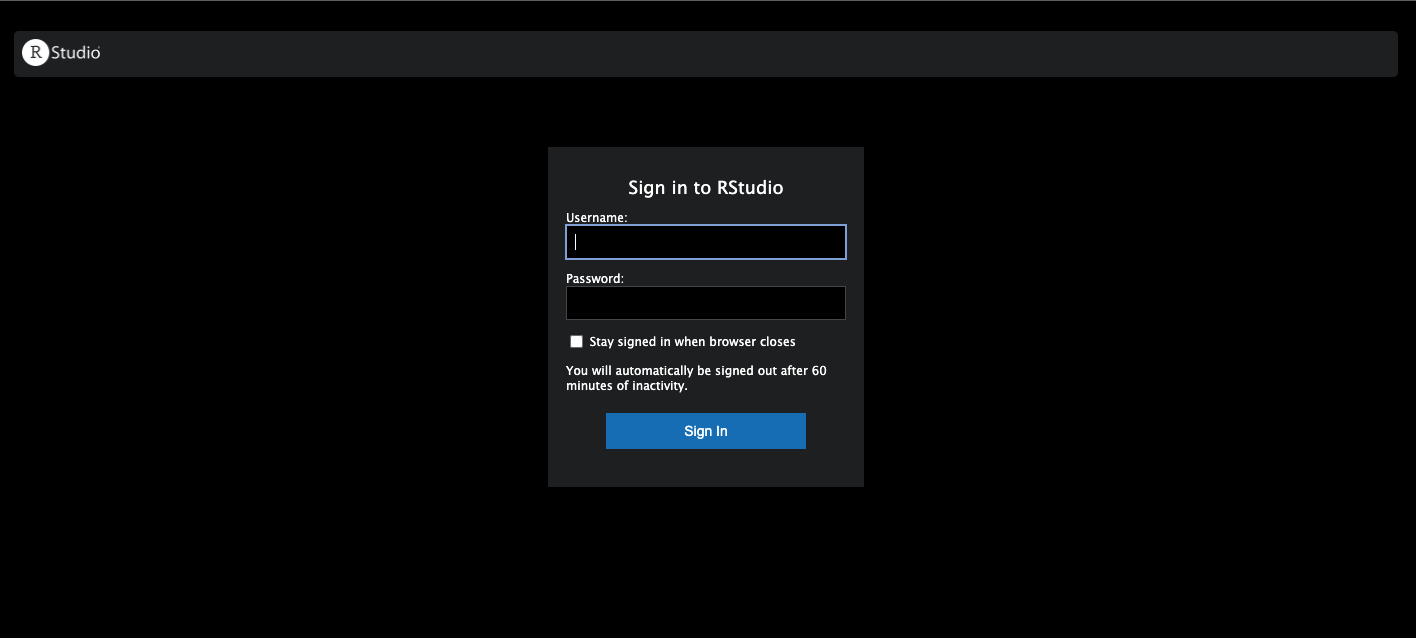 R Studio
Sign in to RStudio
Username:
Password:
Stay signed in when browser closes
You will automatically be signed out after 60
minutes of inactivity.
Sign In